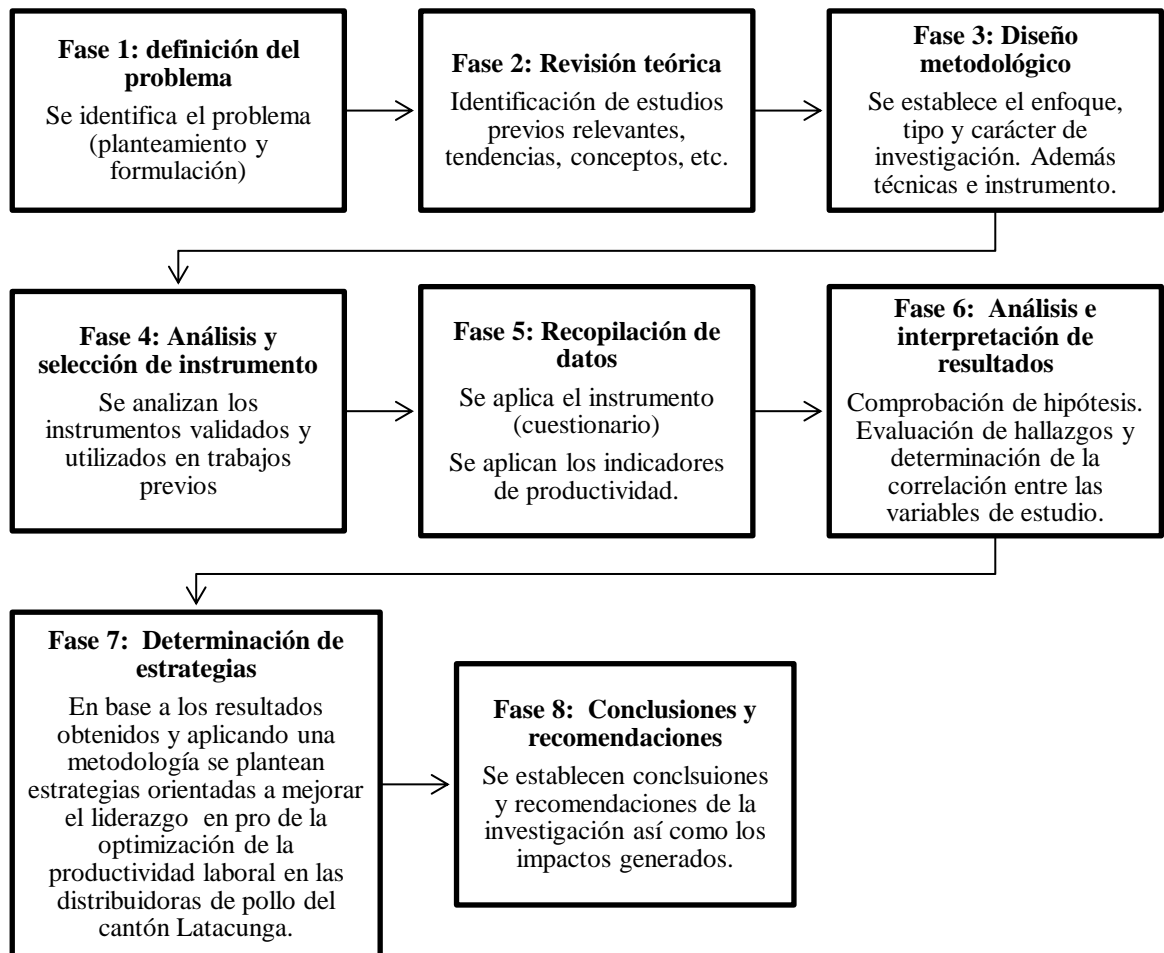 Fase 1: definición del
problema
Se identifica el problema
(planteamiento y
formulación)
Fase 2: Revisión teórica
Identificación de estudios
previos relevantes,
tendencias, conceptos, etc.
Fase 3: Diseño
metodológico
Se establece el enfoque,
tipo y carácter de
investigación. Además
técnicas e instrumento.
Fase 4: Análisis y
selección de instrumento
Se analizan los
instrumentos validados y
utilizados en trabajos
previos
Fase 5: Recopilación de
datos
Se aplica el instrumento
(cuestionario)
Se aplican los indicadores
de productividad.
Fase 6: Análisis e
interpretación de
resultados
Comprobación de hipótesis.
Evaluación de hallazgos y
determinación de la
correlación entre las
variables de estudio.
Fase 7: Determinación de
estrategias
En base a los resultados
obtenidos y aplicando una
metodología se plantean
estrategias orientadas a mejorar
el liderazgo en pro de la
optimización de la
productividad laboral en las
distribuidoras de pollo del
cantón Latacunga.
Fase 8: Conclusiones y
recomendaciones
Se establecen conclsuiones
y recomendaciones de la
investigación así como los
impactos generados.